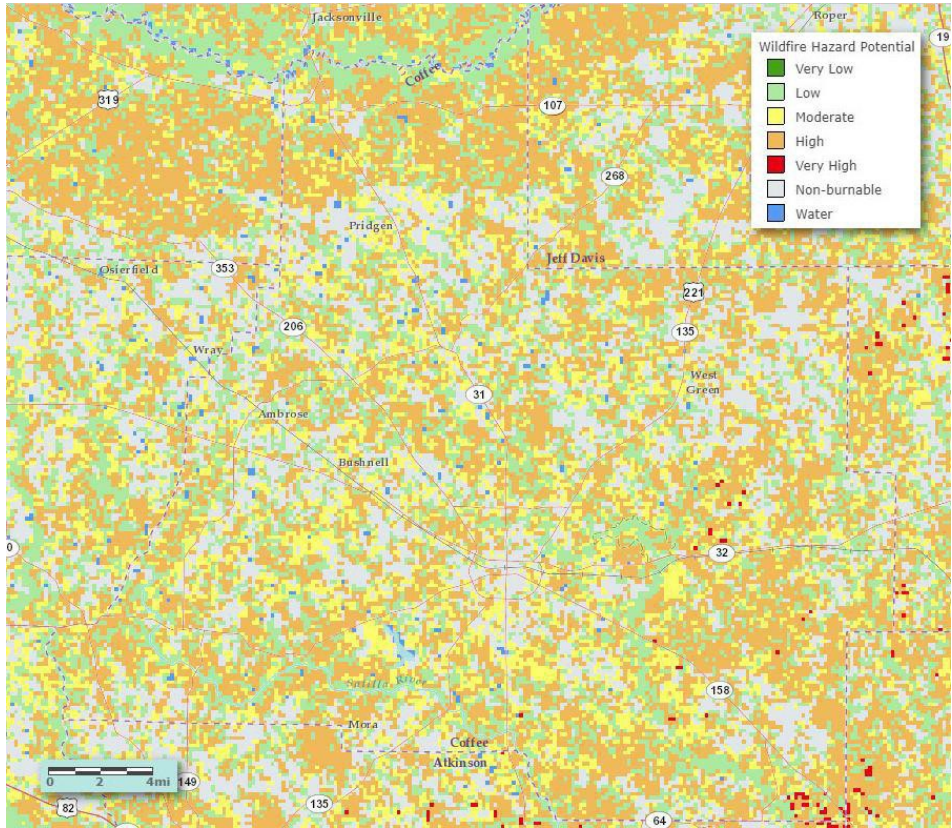 Jacksonville
Roper
19
Wildfire Hazard Potential
Very Low
Low
Moderate
High
Very High
Non-burnable
Water
Coffee
319
107
268
Pridgen
Jeff Davis
Osierfield
353
221
206
135
Wray
West
Green
31
Ambrose
Bushnell
0
32
Satilla River
158
Mora
Coffee
Atkinson
0 2 4mi
149
82
135
64